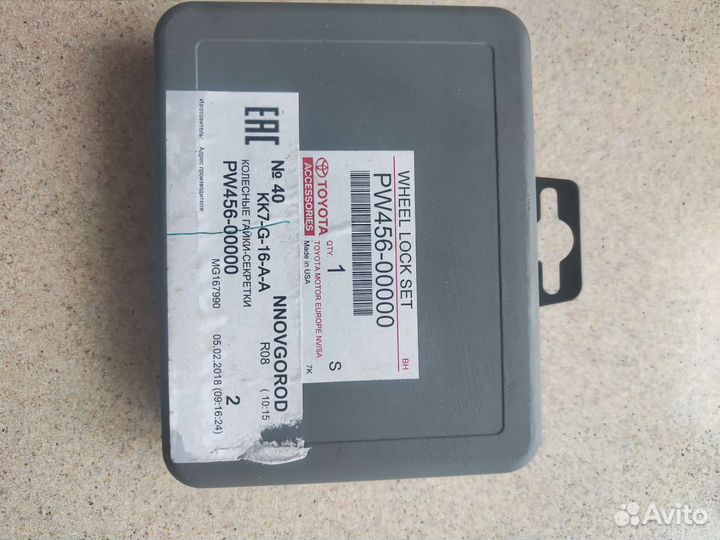 WHEEL LOCK SET
BH
PW456-00000
TOYOTA
ACCESSORIES
QTY:
1
S
TOYOTA MOTOR EUROPE NV/SA
Made in USA
7K
EAC
№ 40
NNOVGOROD
( 10:15
KK7-G-16-A-A
R08
КОЛЕСНЫЕ ГАЙКИ-СЕКРЕТКИ
PW456-00000
2
MG167990
05.02.2018 (09:16:24)
Изготовитель:
Адрес производителя:
Avito